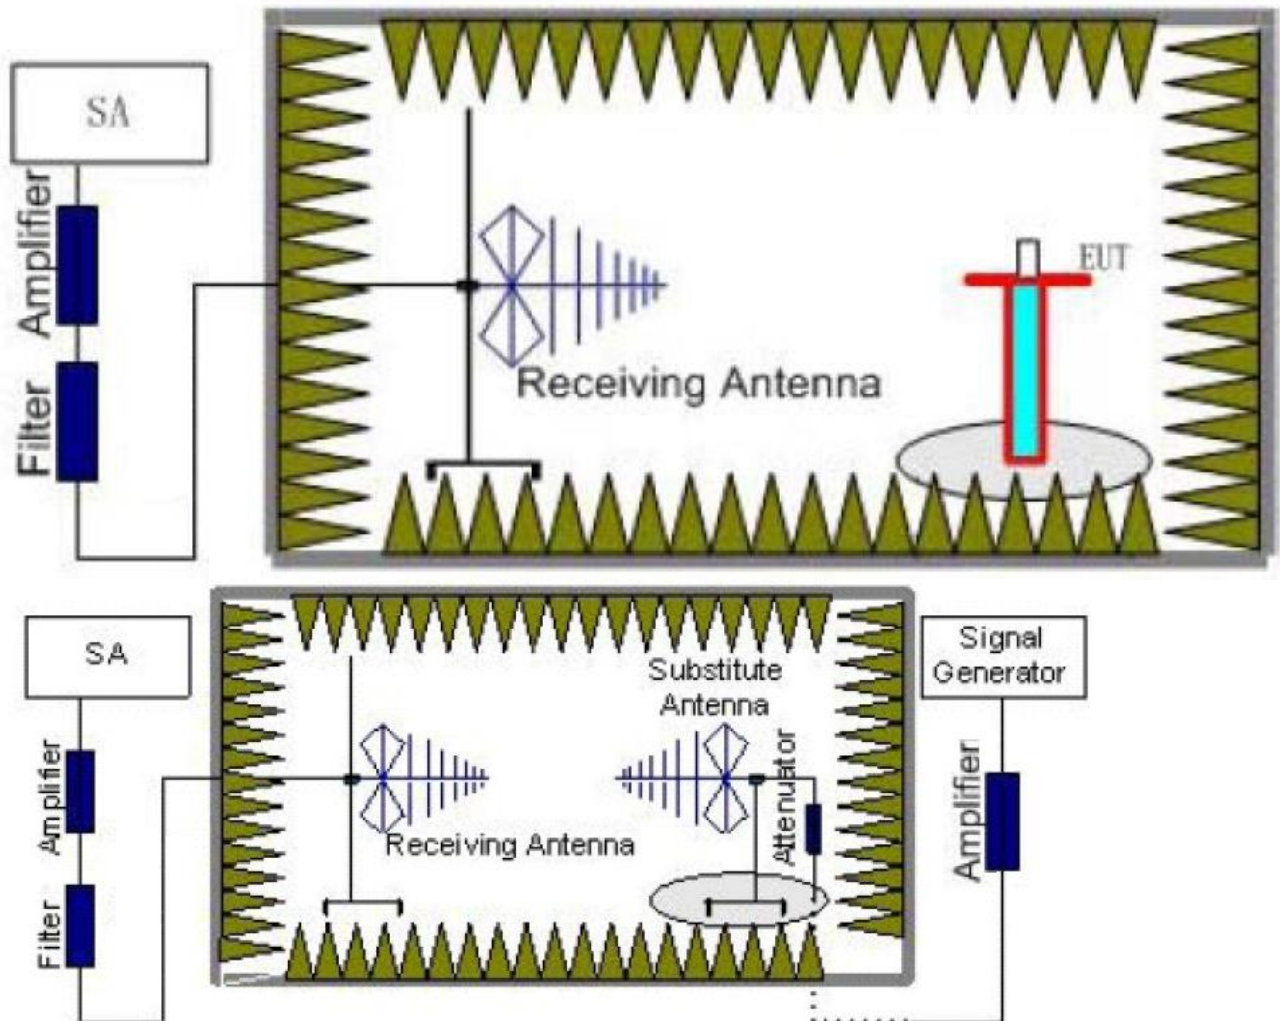 SA
Amplifier
Filter
EUT
Receiving Antenna
SA
Amplifier
Filter
Substitute
Antenna
Attenuator
Receiving Antenna
Signal
Generator
Amplifier